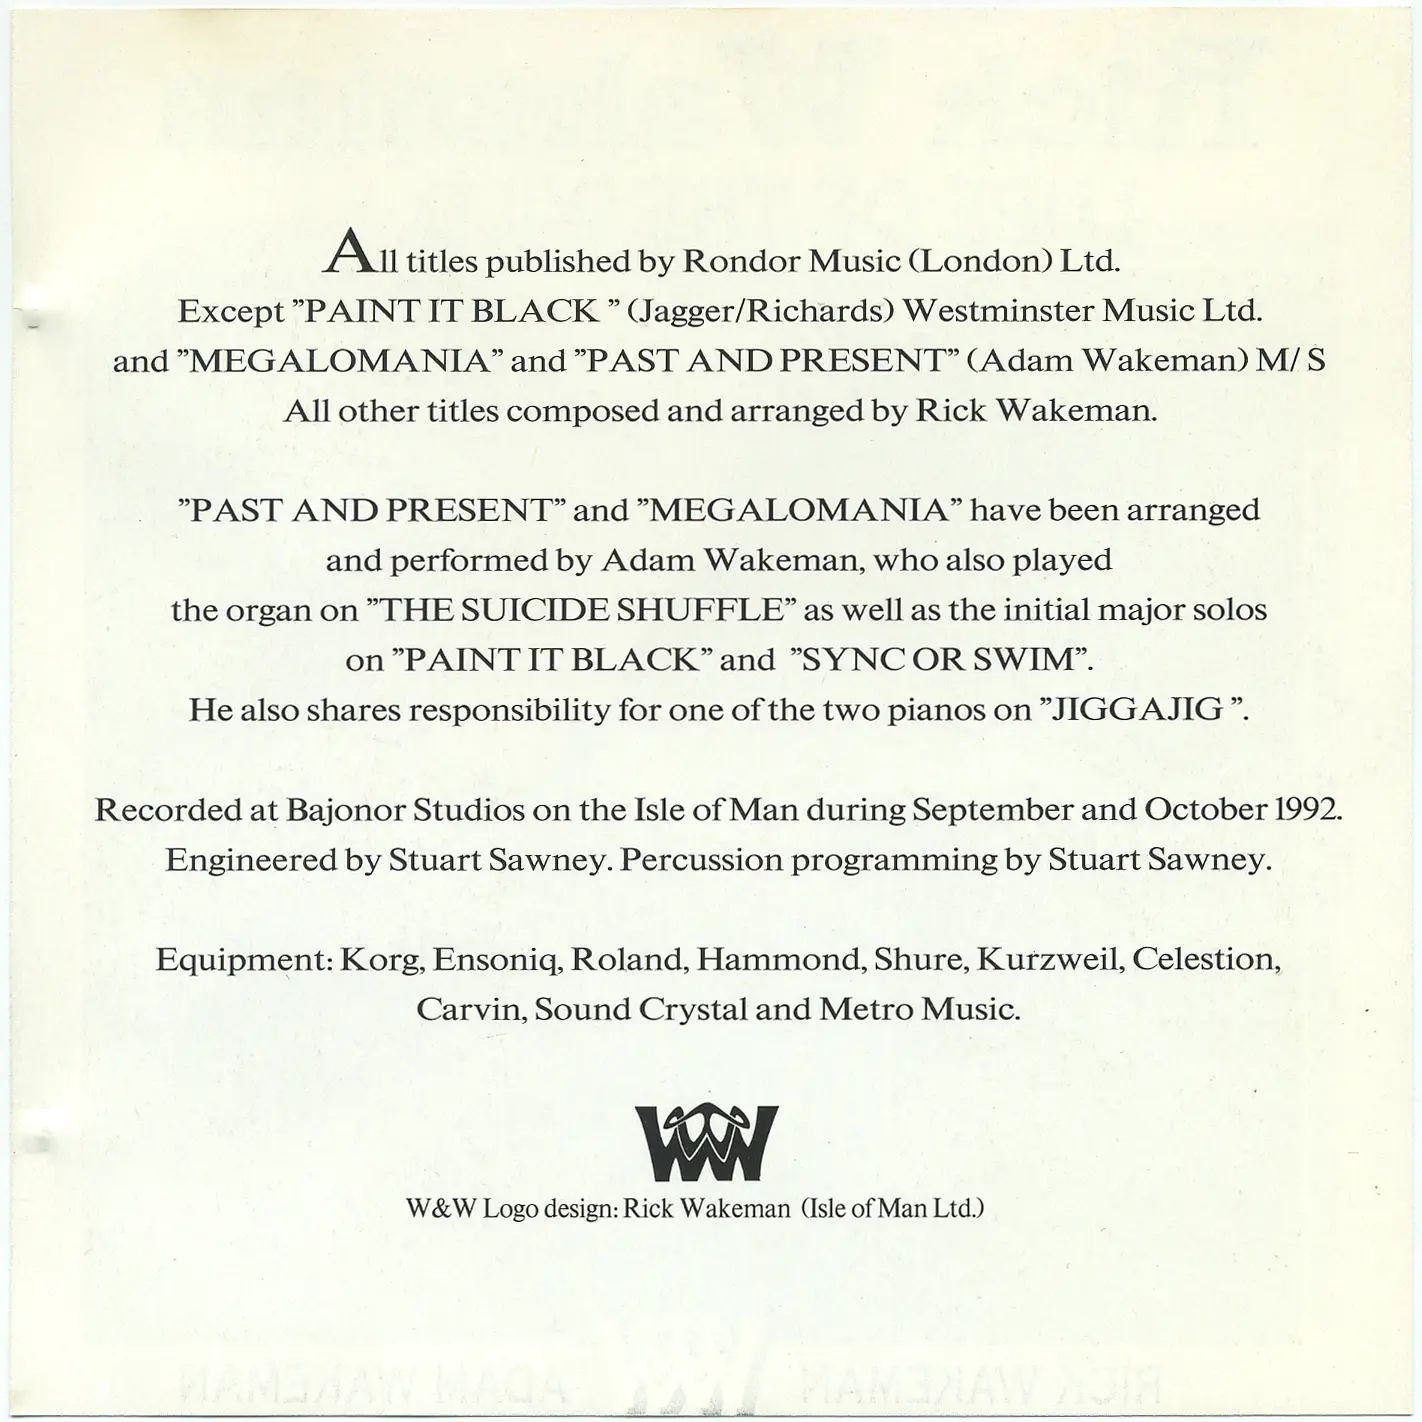 All titles published by Rondor Music (London) Ltd.
Except ”PAINT IT BLACK ” (Jagger/Richards) Westminster Music Ltd.
and ”MEGALOMANIA” and ”PAST AND PRESENT” (Adam Wakeman) M/ S
All other titles composed and arranged by Rick Wakeman.
”PAST AND PRESENT” and ”MEGALOMANIA” have been arranged
and performed by Adam Wakeman, who also played
the organ on ”THE SUICIDE SHUFFLE” as well as the initial major solos
on ”PAINT IT BLACK” and ”SYNC OR SWIM”.
He also shares responsibility for one of the two pianos on ”JIGGAJIG ”.
Recorded at Bajonor Studios on the Isle of Man during September and October 1992.
Engineered by Stuart Sawney. Percussion programming by Stuart Sawney.
Equipment: Korg, Ensoniq, Roland, Hammond, Shure, Kurzweil, Celestion,
Carvin, Sound Crystal and Metro Music.
W&W Logo design: Rick Wakeman (Isle of Man Ltd.)
ADAM WAKEMAN RICK WAKEMAN